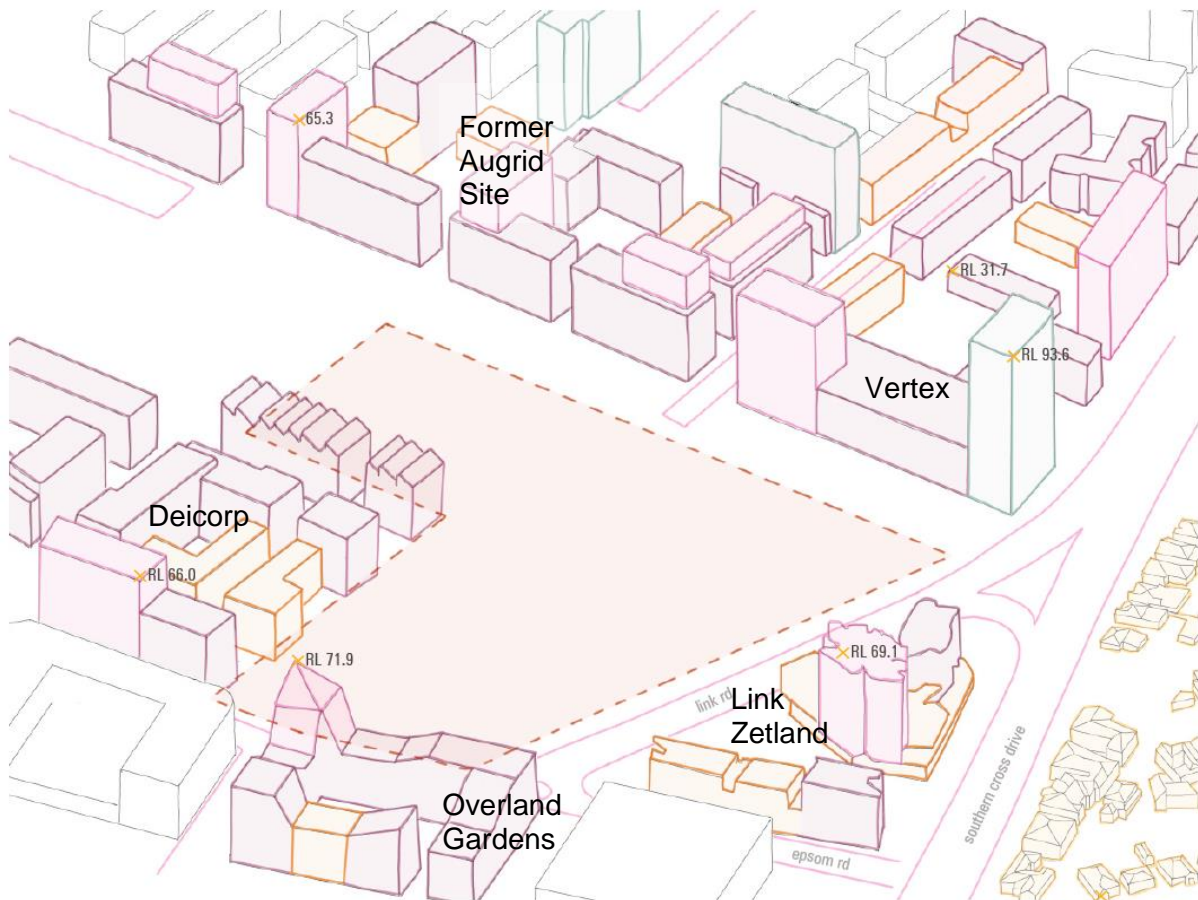 65.3
Former
Augrid
Site
RL 31.7
RL 93.6
Vertex
Deicorp
RL 66.0
RL 71.9
RL 69.1
link rd
Link
Zetland
southern cross drive
Overland
Gardens
epsom rd